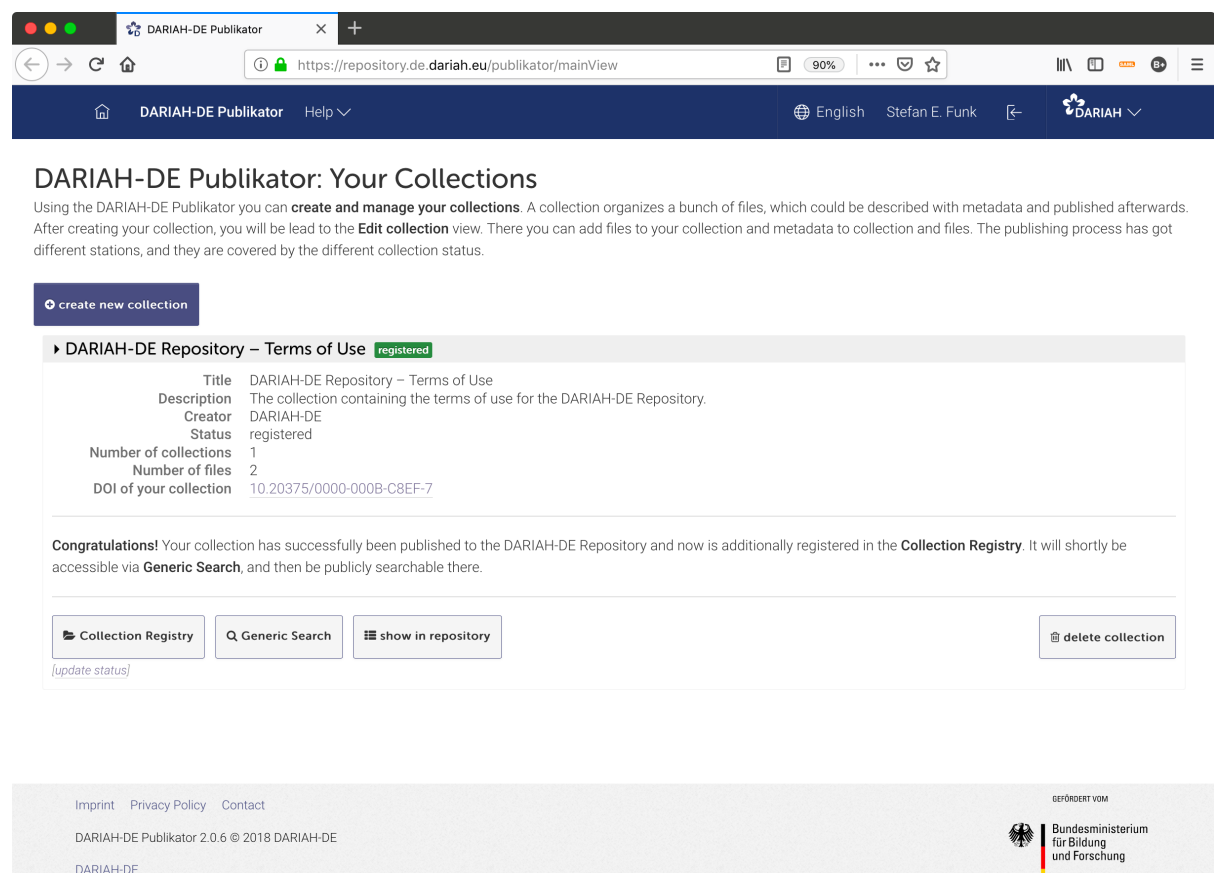 DARIAH-DE Publikator
https://repository.de.dariah.eu/publikator/mainView
90%
DARIAH-DE Publikator Help
English Stefan E. Funk
DARIAH
DARIAH-DE Publikator: Your Collections
Using the DARIAH-DE Publikator you can create and manage your collections. A collection organizes a bunch of files, which could be described with metadata and published afterwards.
After creating your collection, you will be lead to the Edit collection view. There you can add files to your collection and metadata to collection and files. The publishing process has got
different stations, and they are covered by the different collection status.
create new collection
DARIAH-DE Repository – Terms of Use registered
Title DARIAH-DE Repository – Terms of Use
Description The collection containing the terms of use for the DARIAH-DE Repository.
Creator DARIAH-DE
Status registered
Number of collections 1
Number of files 2
DOI of your collection 10.20375/0000-000B-C8EF-7
Congratulations! Your collection has successfully been published to the DARIAH-DE Repository and now is additionally registered in the Collection Registry. It will shortly be
accessible via Generic Search, and then be publicly searchable there.
Collection Registry Generic Search show in repository delete collection
[update status]
Imprint Privacy Policy Contact
GEFÖRDERT VOM
DARIAH-DE Publikator 2.0.6 © 2018 DARIAH-DE
Bundesministerium
für Bildung
und Forschung
DARIAH-DE